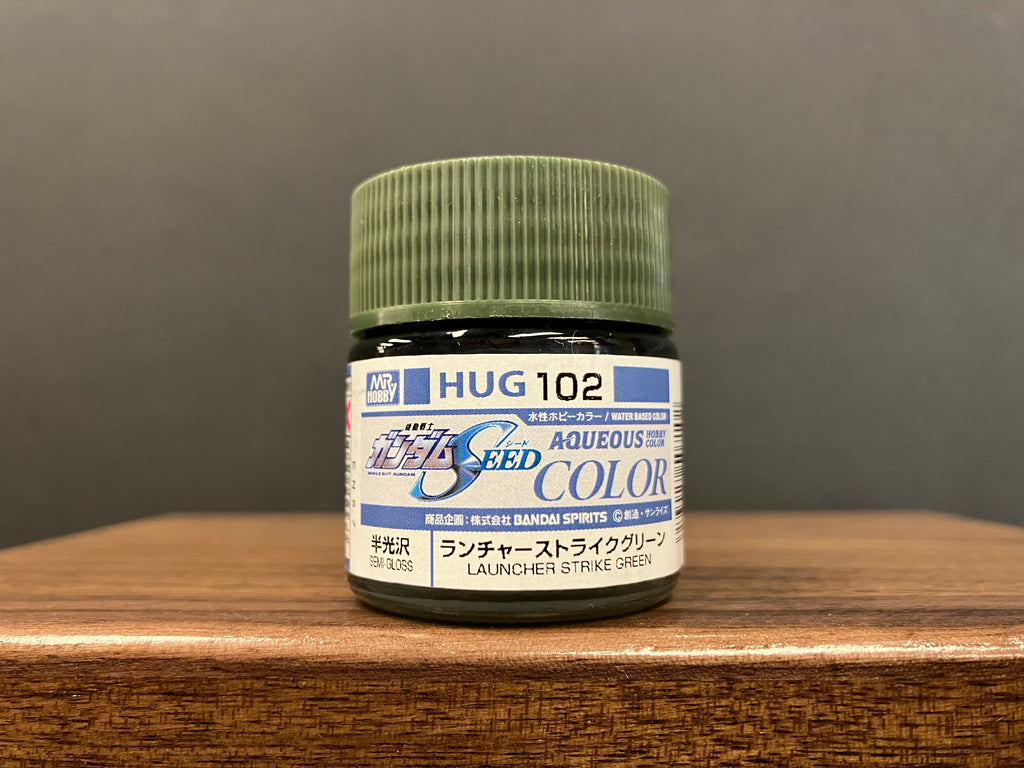 MR HOBBY
HUG 102
水性ホビーカラー / WATER BASED COLOR
機動戦士
ガンダムSEED
シード
MOBILE SUIT GUNDAM
AQUEOUS HOBBY COLOR
COLOR
商品企画：株式会社 BANDAI SPIRITS ©創通・サンライズ
半光沢
SEMI-GLOSS
ランチャーストライクグリーン
LAUNCHER STRIKE GREEN